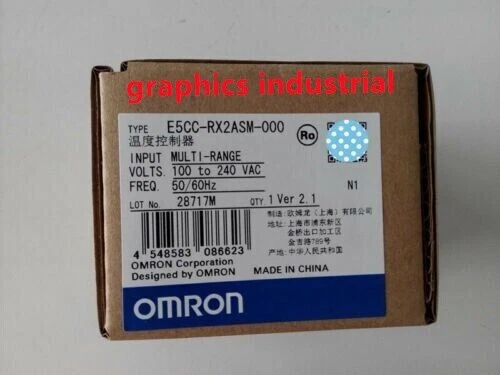 graphics industrial
TYPE E5CC-RX2ASM-000
温度控制器
Ro
INPUT MULTI-RANGE
VOLTS. 100 to 240 VAC
FREQ. 50/60Hz
N1
LOT No. 28717M QTY 1 Ver 2.1
制造:欧姆龙(上海)有限公司
地址:上海市浦东新区
金桥出口加工区
金吉路789号
产地:中华人民共和国
4 548583 086623
OMRON Corporation
Designed by OMRON
MADE IN CHINA
OMRON